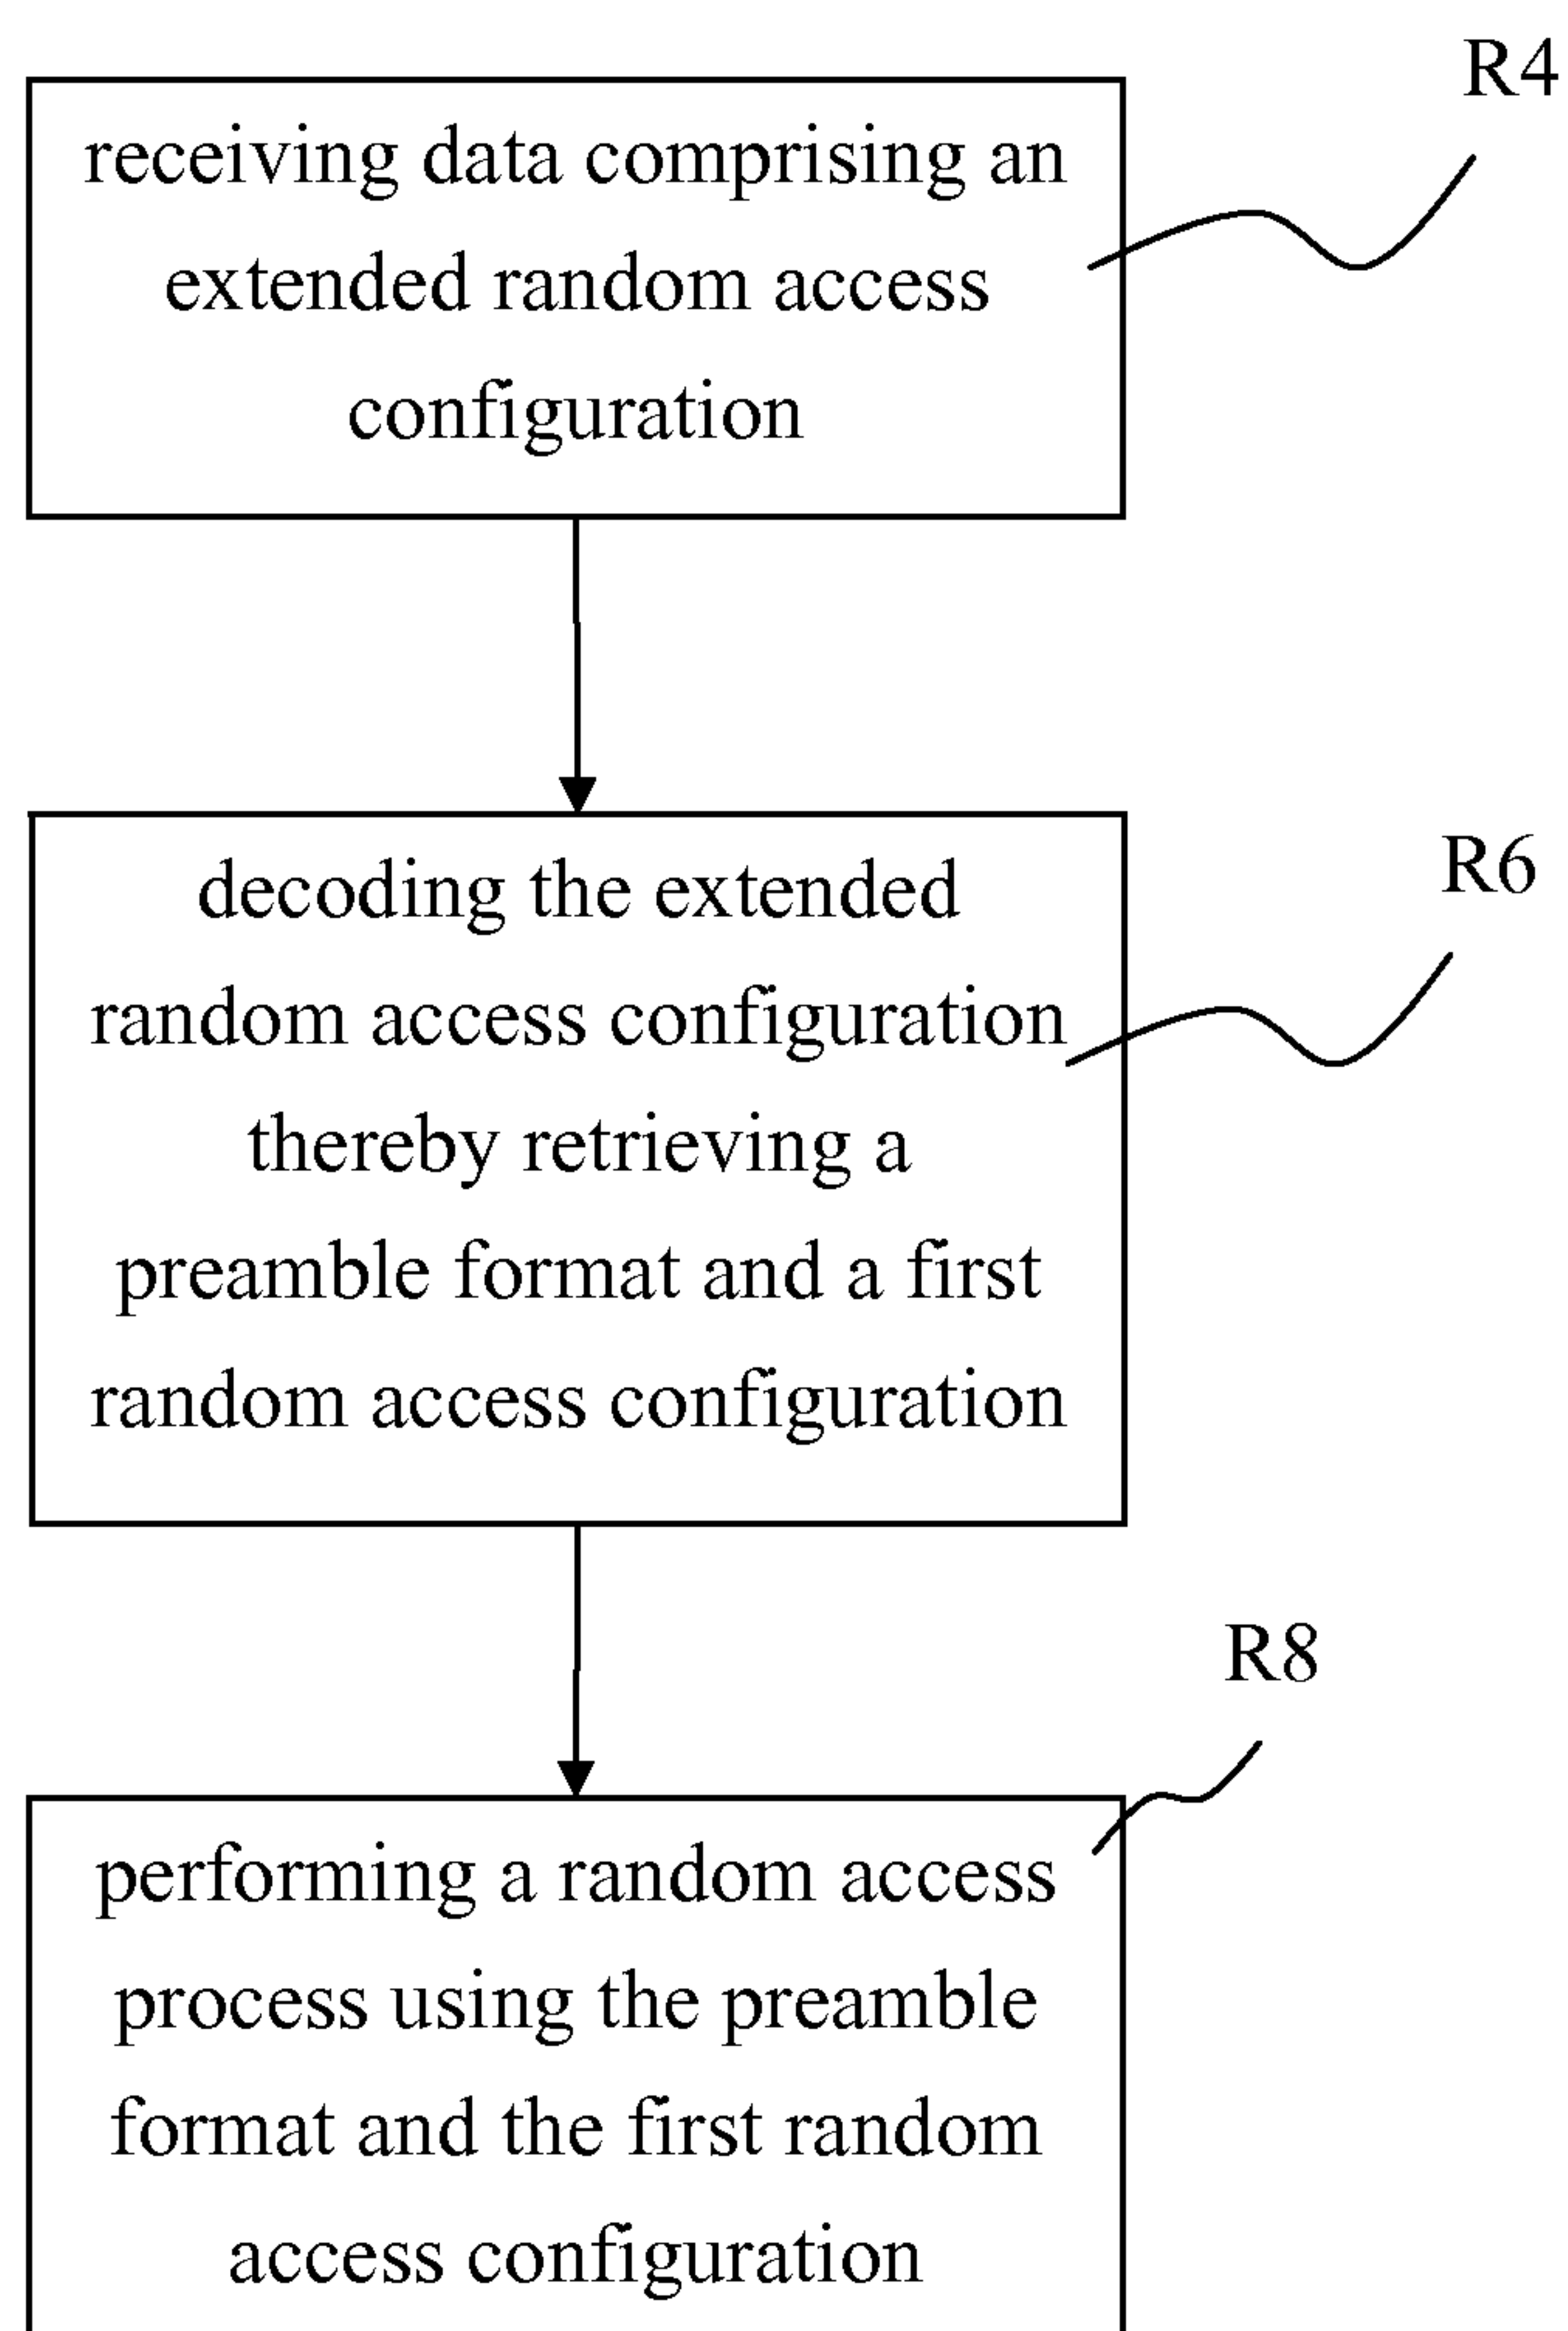 R4
receiving data comprising an
extended random access
configuration
R6
decoding the extended
random access configuration
thereby retrieving a
preamble format and a first
random access configuration
R8
performing a random access
process using the preamble
format and the first random
access configuration